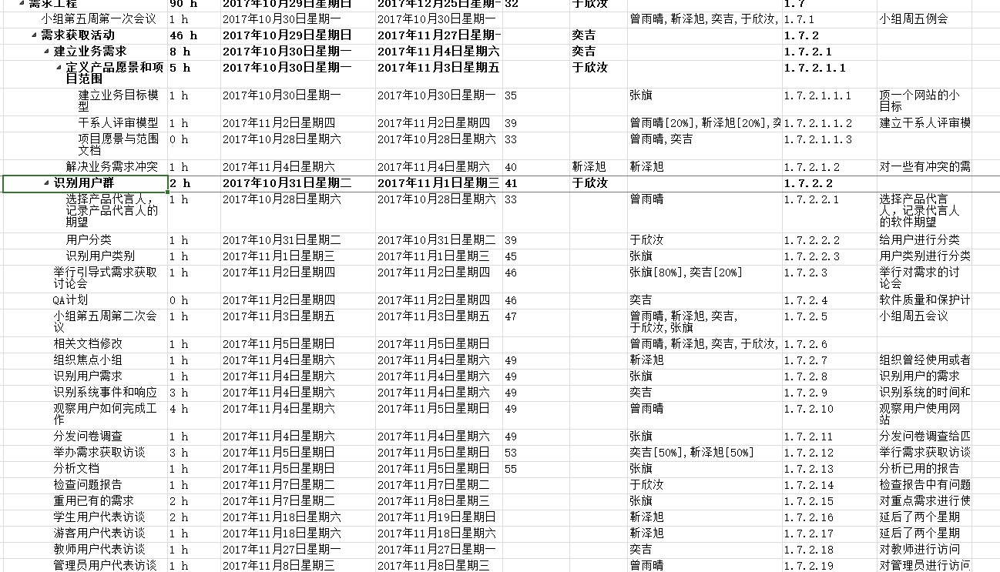 需求工程 90 h 2017年10月29日星期日 2017年12月25日星期一 32 于欣汝 1.7
小组第五周第一次会议 1 h 2017年10月29日星期日 2017年10月29日星期日 曾雨晴,靳泽旭,奕吉,于欣汝, 1.7.1 小组周五例会
需求获取活动 46 h 2017年10月29日星期日 2017年11月27日星期一 奕吉 1.7.2
建立业务需求 8 h 2017年10月30日星期一 2017年11月4日星期六 奕吉 1.7.2.1
定义产品愿景和项 5 h 2017年10月30日星期一 2017年11月3日星期五 于欣汝 1.7.2.1.1
目范围
建立业务目标模 1 h 2017年10月30日星期一 2017年10月30日星期一 35 张旗 1.7.2.1.1.1 顶一个网站的小
型 目标
干系人评审模型 1 h 2017年11月2日星期四 2017年11月2日星期四 39 曾雨晴[20%],靳泽旭[20%],奕 1.7.2.1.1.2 建立干系人评审模
项目愿景与范围 0 h 2017年10月28日星期六 2017年10月28日星期六 33 曾雨晴,奕吉 1.7.2.1.1.3
文档
解决业务需求冲突 1 h 2017年11月4日星期六 2017年11月4日星期六 40 靳泽旭 靳泽旭 1.7.2.1.2 对一些有冲突的需
识别用户群 2 h 2017年10月31日星期二 2017年11月1日星期三 41 于欣汝 1.7.2.2
选择产品代言人, 1 h 2017年10月28日星期六 2017年10月28日星期六 33 曾雨晴 1.7.2.2.1 选择产品代言
记录产品代言人的 人，记录代言人
期望 的软件期望
用户分类 1 h 2017年10月31日星期二 2017年10月31日星期二 39 于欣汝 1.7.2.2.2 给用户进行分类
识别用户类别 1 h 2017年11月1日星期三 2017年11月1日星期三 45 张旗 1.7.2.2.3 用户类别进行分类
举行引导式需求获取 1 h 2017年11月2日星期四 2017年11月2日星期四 46 张旗[80%],奕吉[20%] 1.7.2.3 举行对需求的讨
讨论会 论会
QA计划 0 h 2017年11月2日星期四 2017年11月2日星期四 46 奕吉 1.7.2.4 软件质量和保护计
小组第五周第二次会 1 h 2017年11月3日星期五 2017年11月3日星期五 47 曾雨晴,靳泽旭,奕吉, 1.7.2.5 小组周五会议
议 于欣汝,张旗
相关文档修改 1 h 2017年11月5日星期日 2017年11月5日星期日 曾雨晴,靳泽旭,奕吉,于欣汝, 1.7.2.6
组织焦点小组 1 h 2017年11月4日星期六 2017年11月4日星期六 49 靳泽旭 1.7.2.7 组织曾经使用或者
识别用户需求 1 h 2017年11月4日星期六 2017年11月4日星期六 49 张旗 1.7.2.8 识别用户的需求
识别系统事件和响应 3 h 2017年11月4日星期六 2017年11月4日星期六 49 奕吉 1.7.2.9 识别系统的时间和
观察用户如何完成工 4 h 2017年11月4日星期六 2017年11月5日星期日 49 曾雨晴 1.7.2.10 观察用户使用网
作 站
分发问卷调查 1 h 2017年11月4日星期六 2017年11月4日星期六 49 张旗 1.7.2.11 分发问卷调查给匹
举办需求获取访谈 3 h 2017年11月5日星期日 2017年11月5日星期日 53 奕吉[50%],靳泽旭[50%] 1.7.2.12 举行需求获取访谈
分析文档 1 h 2017年11月5日星期日 2017年11月5日星期日 55 张旗 1.7.2.13 分析已用的报告
检查问题报告 1 h 2017年11月7日星期二 2017年11月7日星期二 于欣汝 1.7.2.14 检查报告中有问题
重用已有的需求 2 h 2017年11月7日星期二 2017年11月8日星期三 张旗 1.7.2.15 对重点需求进行使
学生用户代表访谈 2 h 2017年11月18日星期六 2017年11月19日星期日 靳泽旭 1.7.2.16 延后了两个星期
游客用户代表访谈 1 h 2017年11月18日星期六 2017年11月18日星期六 靳泽旭 1.7.2.17 延后了两个星期
教师用户代表访谈 1 h 2017年11月27日星期一 2017年11月27日星期一 奕吉 1.7.2.18 对教师进行访问
管理员用户代表访谈 1 h 2017年11月8日星期三 2017年11月8日星期三 曾雨晴 1.7.2.19 对管理员进行访问